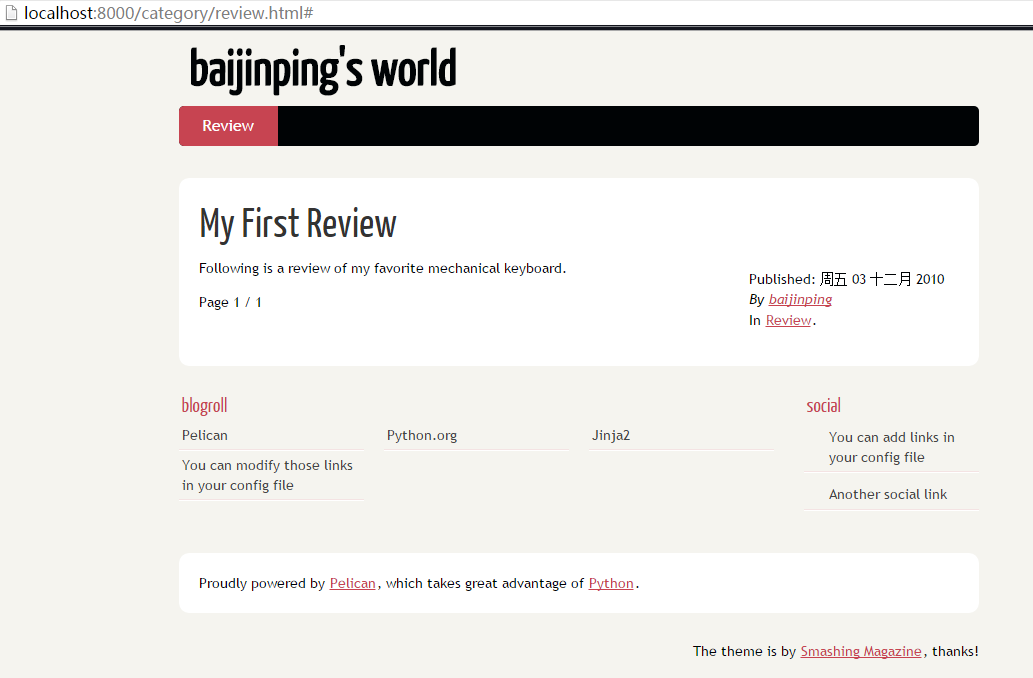 localhost:8000/category/review.html#
baijinping's world
Review
My First Review
Following is a review of my favorite mechanical keyboard.
Page 1 / 1
Published: 周五 03 十二月 2010
By baijinping
In Review.
blogroll
Pelican
Python.org
Jinja2
You can modify those links
in your config file
social
You can add links in
your config file
Another social link
Proudly powered by Pelican, which takes great advantage of Python.
The theme is by Smashing Magazine, thanks!